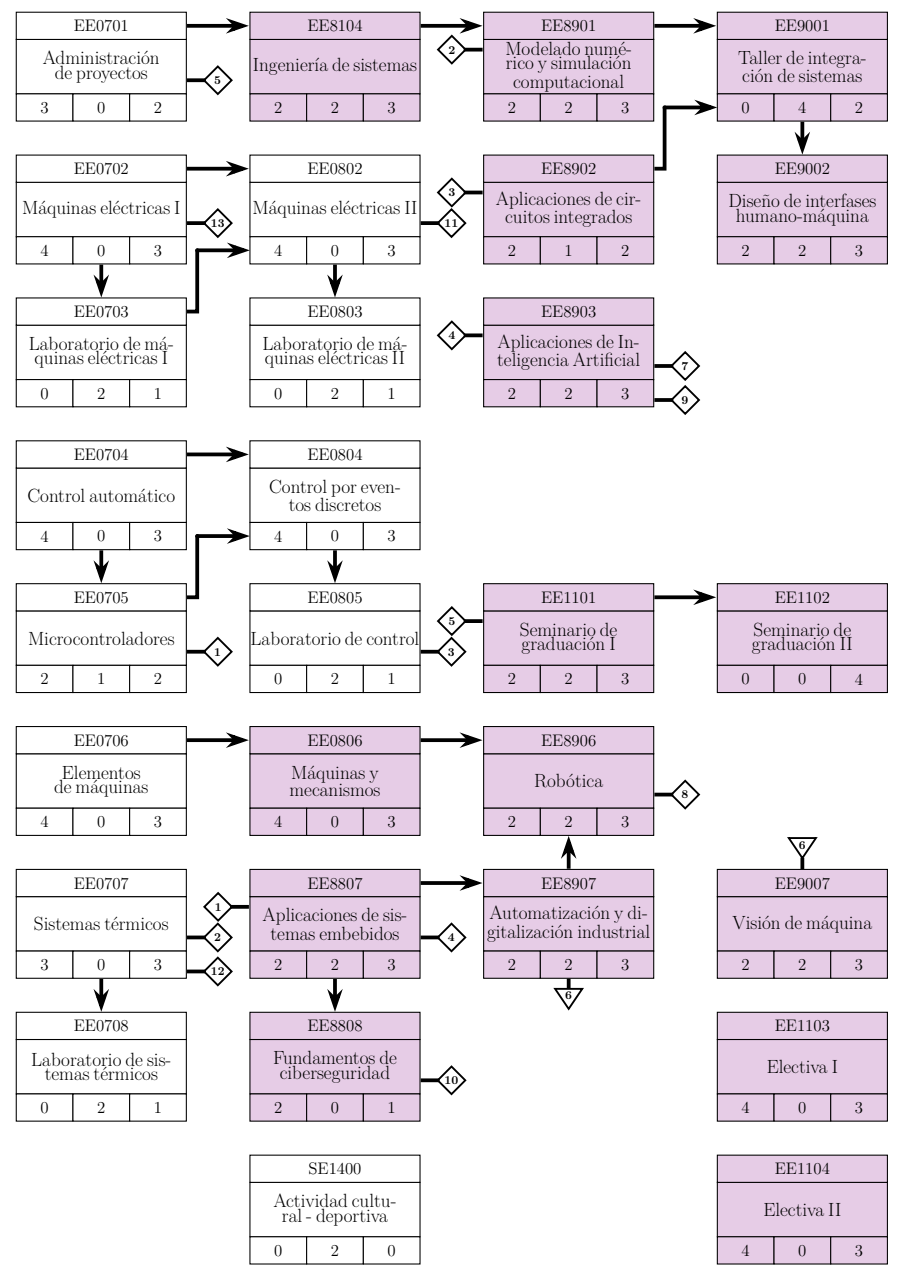 EE0701
Administración
de proyectos
5
3 0 2
EE8104
Ingeniería de sistemas
2 2 3
EE8901
2
Modelado numé-
rico y simulación
computacional
2 2 3
EE9001
Taller de integra-
ción de sistemas
0 4 2
EE0702
Máquinas eléctricas I
13
4 0 3
EE0802
Máquinas eléctricas II
11
4 0 3
EE8902
3
Aplicaciones de cir-
cuitos integrados
2 1 2
EE9002
Diseño de interfases
humano-máquina
2 2 3
EE0703
Laboratorio de má-
quinas eléctricas I
0 2 1
EE0803
Laboratorio de má-
quinas eléctricas II
0 2 1
EE8903
4
Aplicaciones de In-
teligencia Artificial
7
2 2 3
9
EE0704
Control automático
4 0 3
EE0804
Control por even-
tos discretos
4 0 3
EE0705
Microcontroladores
1
2 1 2
EE0805
Laboratorio de control
3
0 2 1
EE1101
5
Seminario de
graduación I
2 2 3
EE1102
Seminario de
graduación II
0 0 4
EE0706
Elementos
de máquinas
4 0 3
EE0806
Máquinas y
mecanismos
4 0 3
EE8906
Robótica
8
2 2 3
EE0707
Sistemas térmicos
2
3 0 3
12
EE8807
1
Aplicaciones de sis-
temas embebidos
4
2 2 3
EE8907
Automatización y di-
gitalización industrial
2 2 3
6
6
EE9007
Visión de máquina
2 2 3
EE0708
Laboratorio de sis-
temas térmicos
0 2 1
EE8808
Fundamentos de
ciberseguridad
10
2 0 1
EE1103
Electiva I
4 0 3
SE1400
Actividad cultu-
ral - deportiva
0 2 0
EE1104
Electiva II
4 0 3